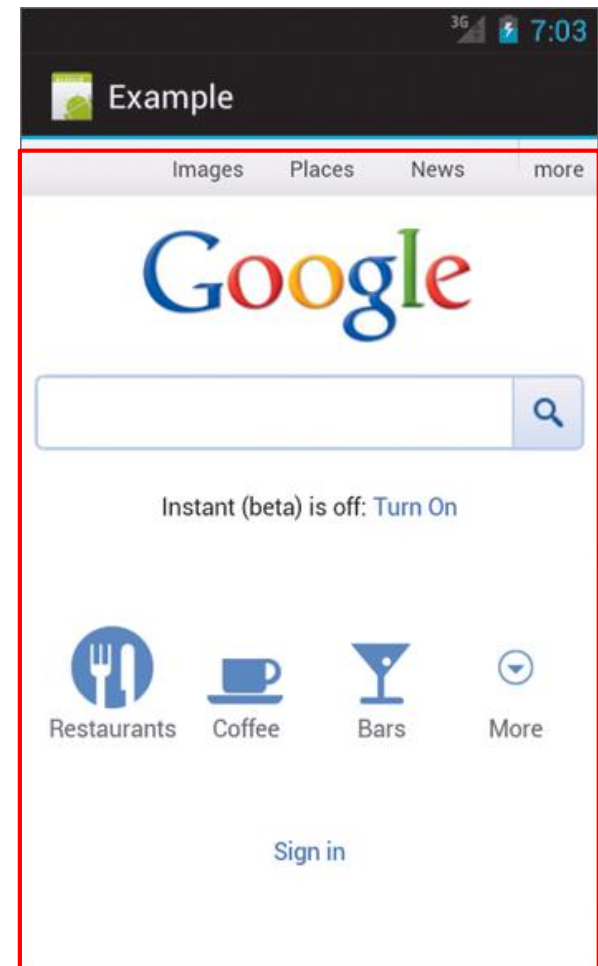 3G 7:03
Example
Images Places News more
Google
Instant (beta) is off: Turn On
Restaurants Coffee Bars More
Sign in